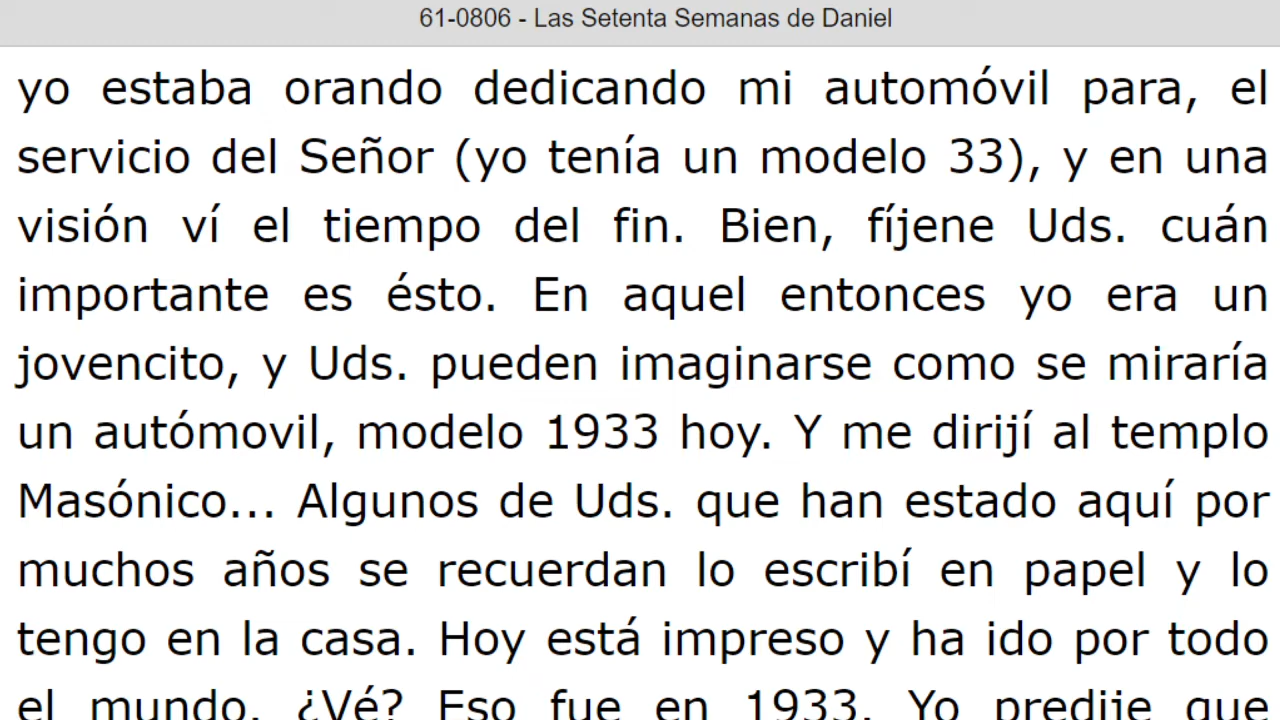 61-0806 - Las Setenta Semanas de Daniel
yo estaba orando dedicando mi automóvil para, el
servicio del Señor (yo tenía un modelo 33), y en una
visión ví el tiempo del fin. Bien, fíjene Uds. cuán
importante es ésto. En aquel entonces yo era un
jovencito, y Uds. pueden imaginarse como se miraría
un autómovil, modelo 1933 hoy. Y me dirijí al templo
Masónico... Algunos de Uds. que han estado aquí por
muchos años se recuerdan lo escribí en papel y lo
tengo en la casa. Hoy está impreso y ha ido por todo
el mundo. ¿Vé? Eso fue en 1933. Yo predije que